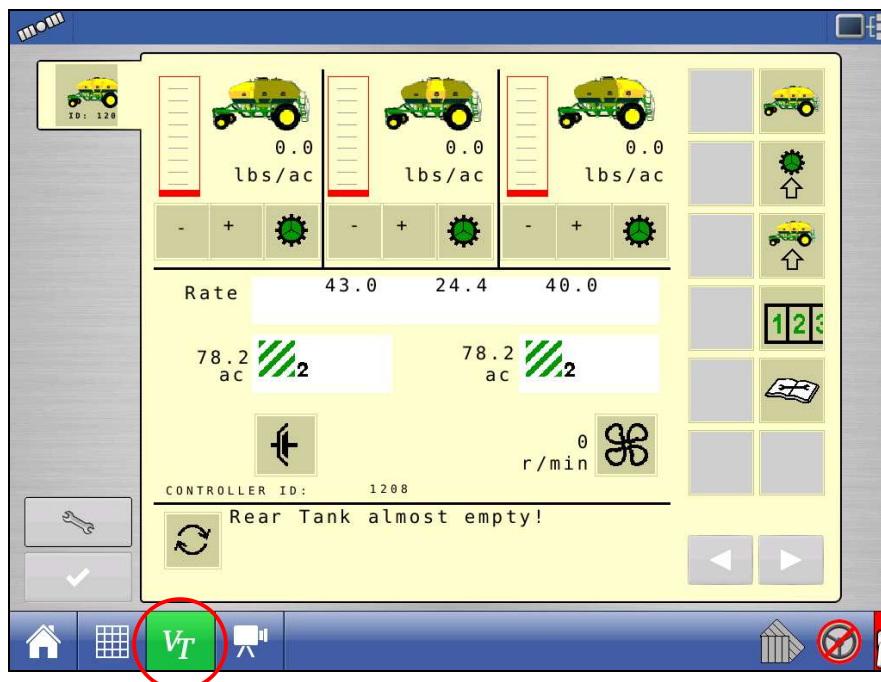 ID: 120
0.0 0.0 0.0
lbs/ac lbs/ac lbs/ac
- + - + - +
Rate 43.0 24.4 40.0
123
78.2 2 78.2 2
ac ac
0
r/min
CONTROLLER ID: 1208
Rear Tank almost empty!
VT